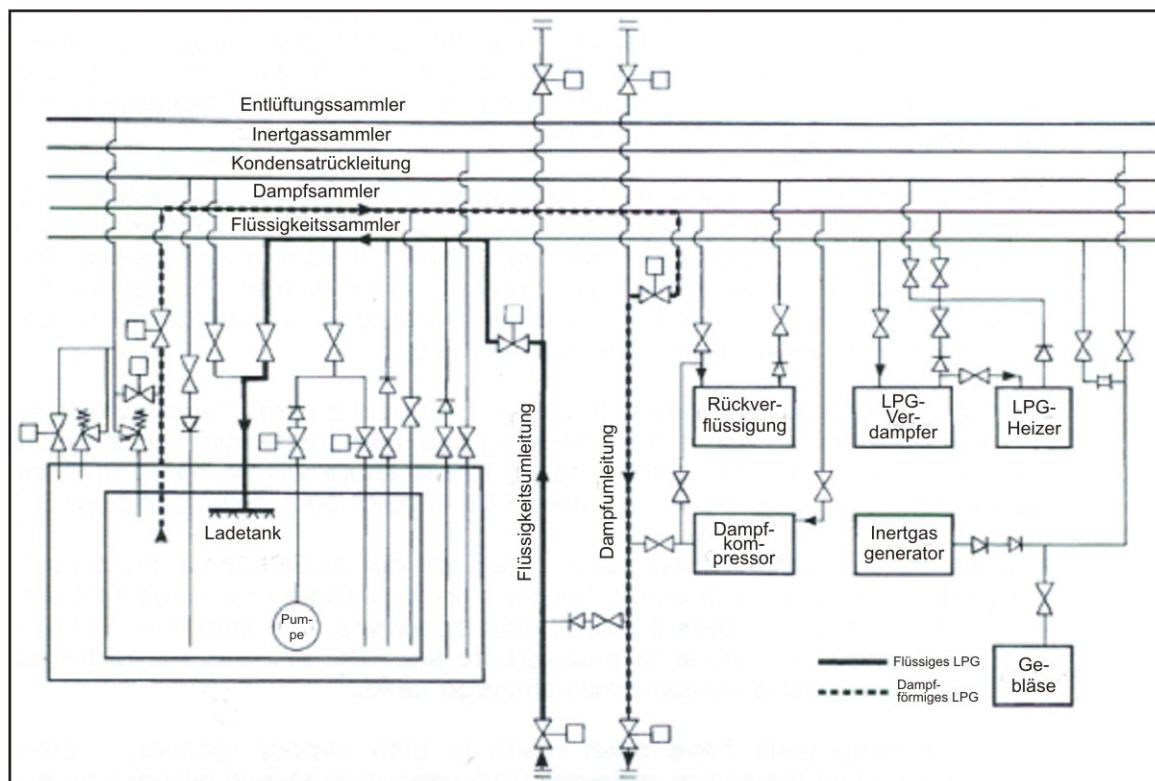 Entlüftungssammler
Inertgassammler
Kondensatrückleitung
Dampfsammler
Flüssigkeitssammler
Rückver-
flüssigung
LPG-
Ver-
dampfer
LPG-
Heizer
Ladetank
Flüssigkeitsumleitung
Dampfumleitung
Dampf-
kom-
pressor
Inertgas
generator
Pum-
pe
Ge-
bläse
Flüssiges LPG
Dampf-
förmiges LPG